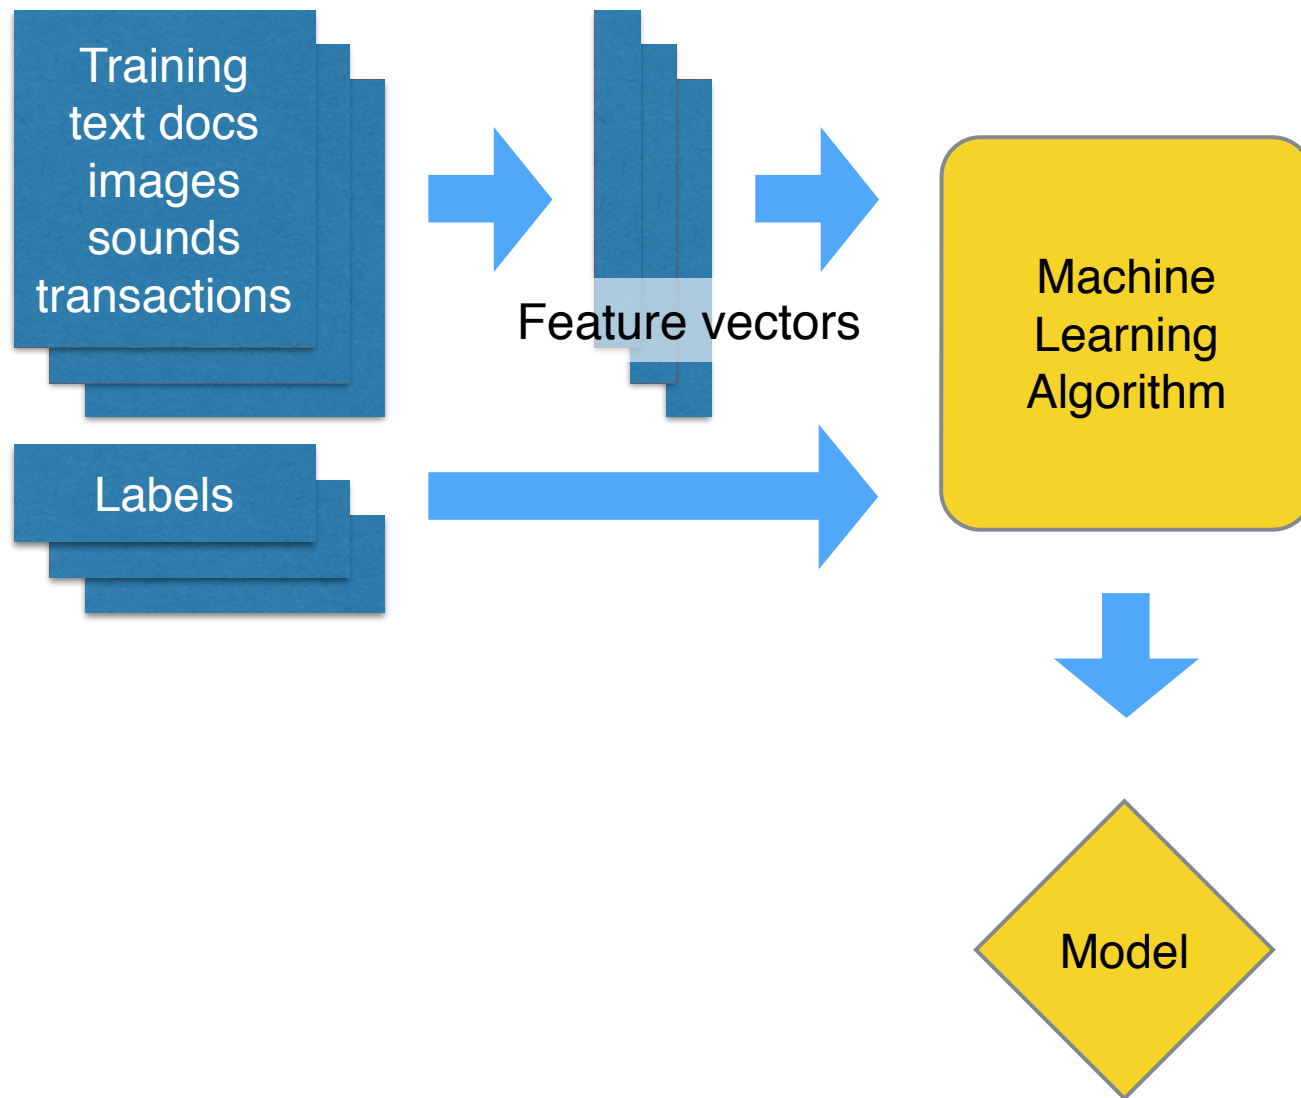 Training
text docs
images
sounds
transactions
Feature vectors
Machine
Learning
Algorithm
Labels
Model